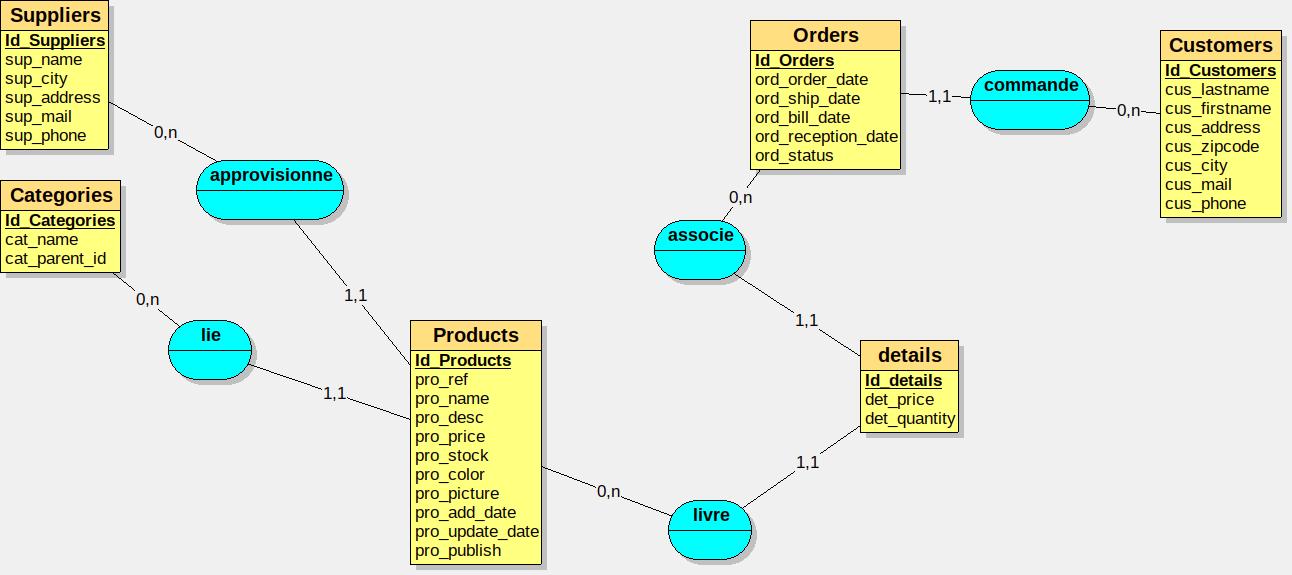 Suppliers
Id_Suppliers
sup_name
sup_city
sup_address
sup_mail
sup_phone
0,n
approvisionne
1,1
Categories
Id_Categories
cat_name
cat_parent_id
0,n
lie
1,1
Products
Id_Products
pro_ref
pro_name
pro_desc
pro_price
pro_stock
pro_color
pro_picture
pro_add_date
pro_update_date
pro_publish
0,n
livre
1,1
details
Id_details
det_price
det_quantity
1,1
associe
0,n
Orders
Id_Orders
ord_order_date
ord_ship_date
ord_bill_date
ord_reception_date
ord_status
1,1
commande
0,n
Customers
Id_Customers
cus_lastname
cus_firstname
cus_address
cus_zipcode
cus_city
cus_mail
cus_phone